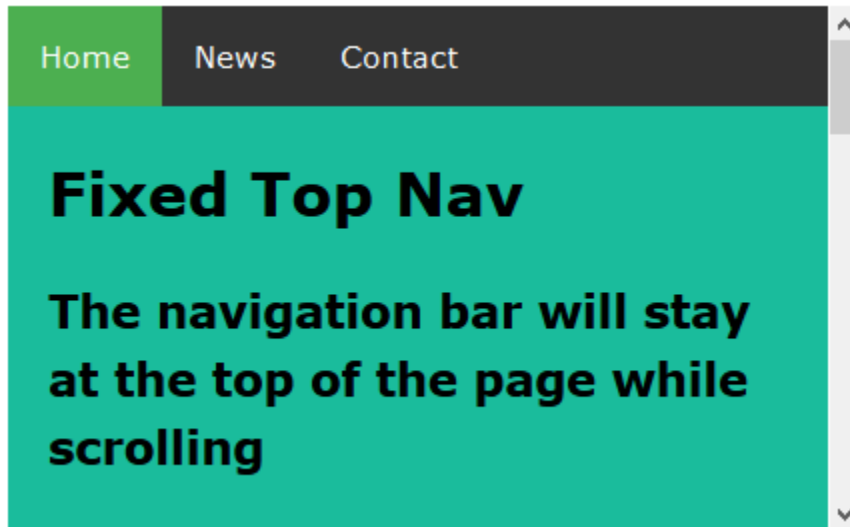 Home News Contact
Fixed Top Nav
The navigation bar will stay
at the top of the page while
scrolling